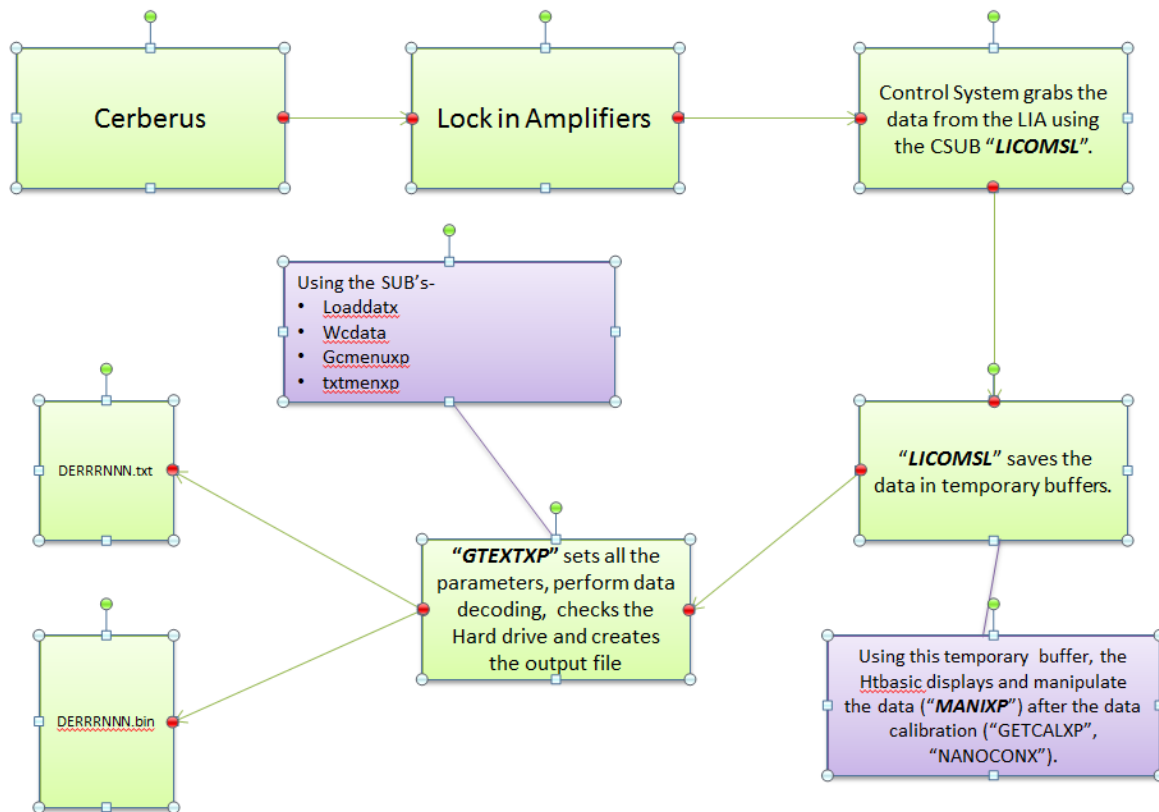 Cerberus
Lock in Amplifiers
Control System grabs the
data from the LIA using
the CSUB “LICOMSL”.
Using the SUB’s-
• Loaddatx
• Wcdata
• Gcmenuxp
• txtmenxp
“LICOMSL” saves the
data in temporary buffers.
DERRRNNN.txt
“GTEXTXP” sets all the
parameters, perform data
decoding, checks the
Hard drive and creates
the output file
DERRRNNN.bin
Using this temporary buffer, the
Htbasic displays and manipulate
the data (“MANIXP”) after the data
calibration (“GETCALXP”,
“NANOCONX”).